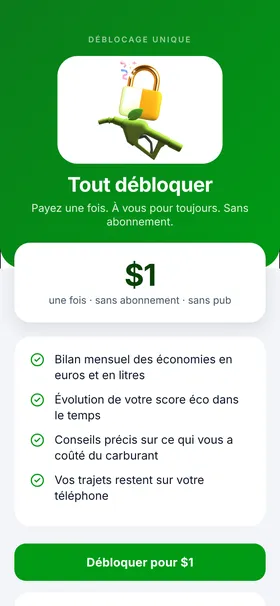 DÉBLOCAGE UNIQUE
Tout débloquer
Payez une fois. À vous pour toujours. Sans
abonnement.
$1
une fois · sans abonnement · sans pub
Bilan mensuel des économies en
euros et en litres
Évolution de votre score éco dans
le temps
Conseils précis sur ce qui vous a
coûté du carburant
Vos trajets restent sur votre
téléphone
Débloquer pour $1